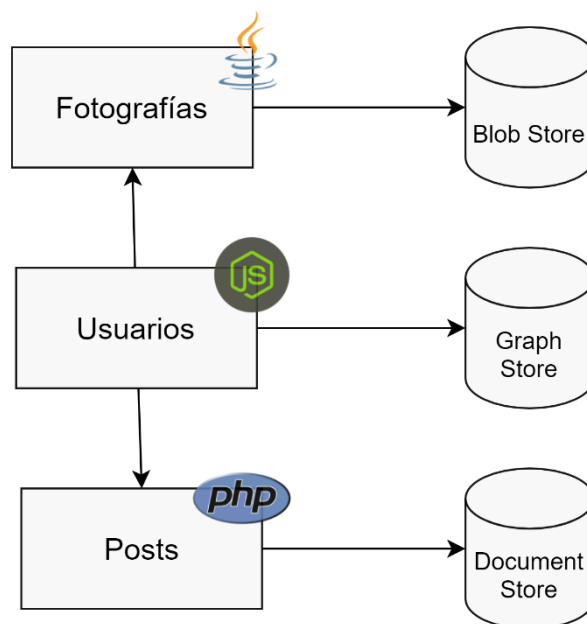 Fotografías
Blob Store
JS
Usuarios
Graph
Store
php
Posts
Document
Store